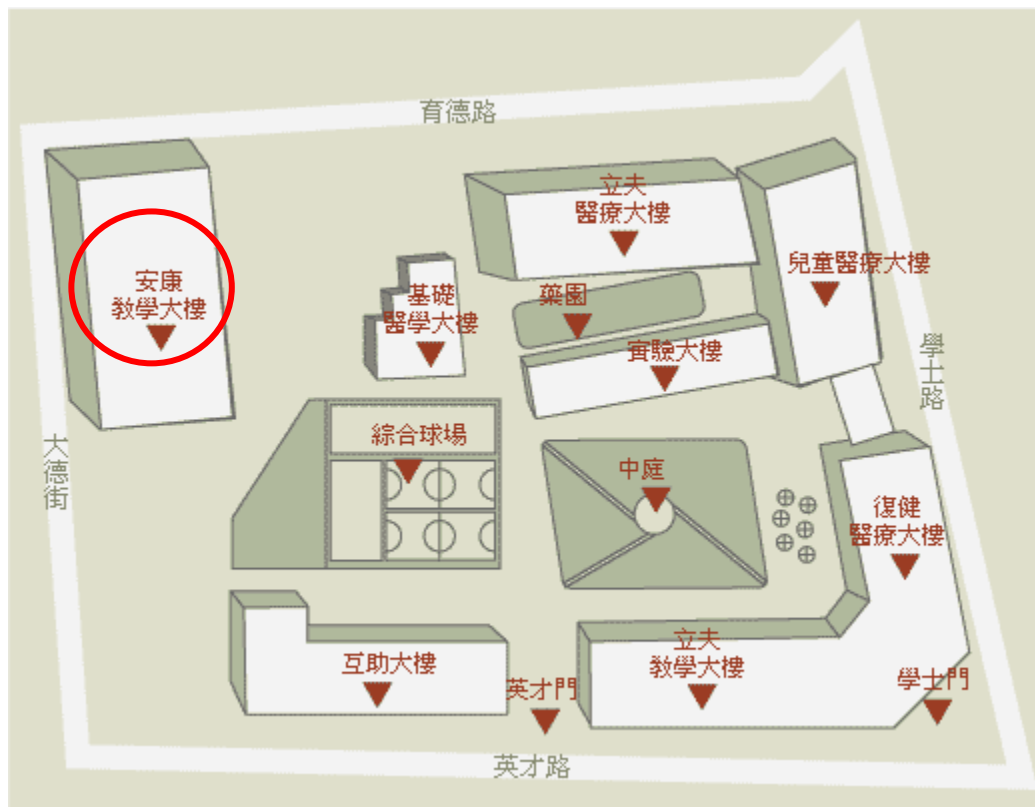 育德路
立夫
醫療大樓
兒童醫療大樓
安康
教學大樓
基礎
醫學大樓
藥園
實驗大樓
學士路
大德街
綜合球場
中庭
復健
醫療大樓
互助大樓
立夫
教學大樓
英才門
學士門
英才路